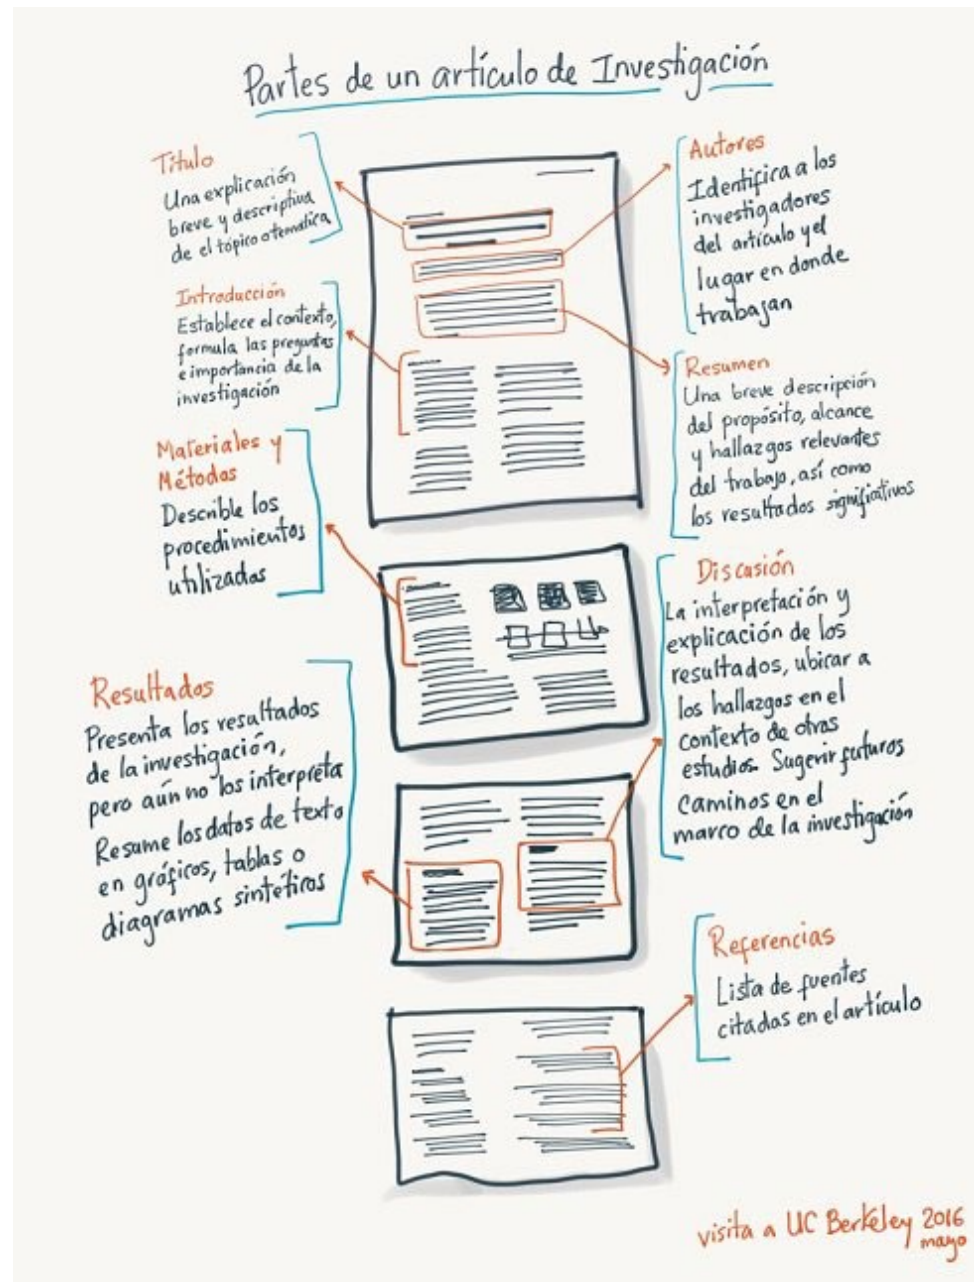 Partes de un artículo de Investigación
Título
Una explicación
breve y descriptiva
de el tópico o temática
Autores
Identifica a los
investigadores
del artículo y el
lugar en donde
trabajan
Introducción
Establece el contexto,
formula las preguntas
e importancia de la
investigación
Resumen
Una breve descripción
del propósito, alcance
y hallazgos relevantes
del trabajo, así como
los resultados significativos
Materiales y
Métodos
Describle los
procedimientos
utilizados
Discusión
La interpretación y
explicación de los
resultados, ubicar a
los hallazgos en el
contexto de otras
estudios. Sugerir futuros
caminos en el
marco de la investigación
Resultados
Presenta los resultados
de la investigación,
pero aún no los interpreta
Resume los datos de texto
en gráficos, tablas o
diagramas sintéticos
Referencias
Lista de fuentes
citadas en el artículo
visita a UC Berkeley 2016
mayo